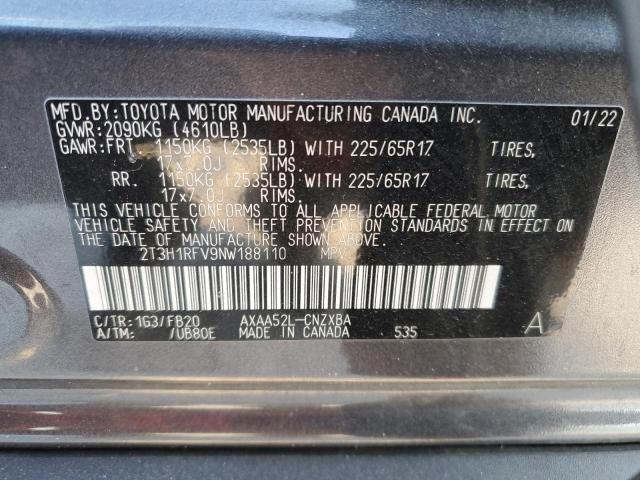 MFD.BY:TOYOTA MOTOR MANUFACTURING CANADA INC. 01/22
GVWR:2090KG (4610LB)
GAWR:FRT. 1150KG (2535LB) WITH 225/65R17 TIRES,
17x7.0J RIMS.
RR. 1150KG (2535LB) WITH 225/65R17 TIRES,
17x7.0J RIMS.
THIS VEHICLE CONFORMS TO ALL APPLICABLE FEDERAL MOTOR
VEHICLE SAFETY AND THEFT PREVENTION STANDARDS IN EFFECT ON
THE DATE OF MANUFACTURE SHOWN ABOVE.
2T3H1RFV9NW188110 MPV
C/TR: 1G3/FB20 AXAA52L-CNZXBA A
A/TM: /UB80E MADE IN CANADA 535